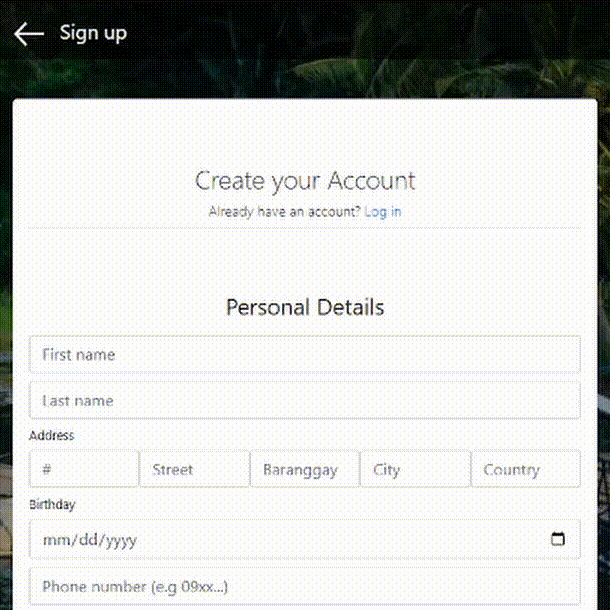 Sign up
Create your Account
Already have an account? Log in
Personal Details
First name
Last name
Address
# Street Baranggay City Country
Birthday
mm/dd/yyyy
Phone number (e.g 09xx...)